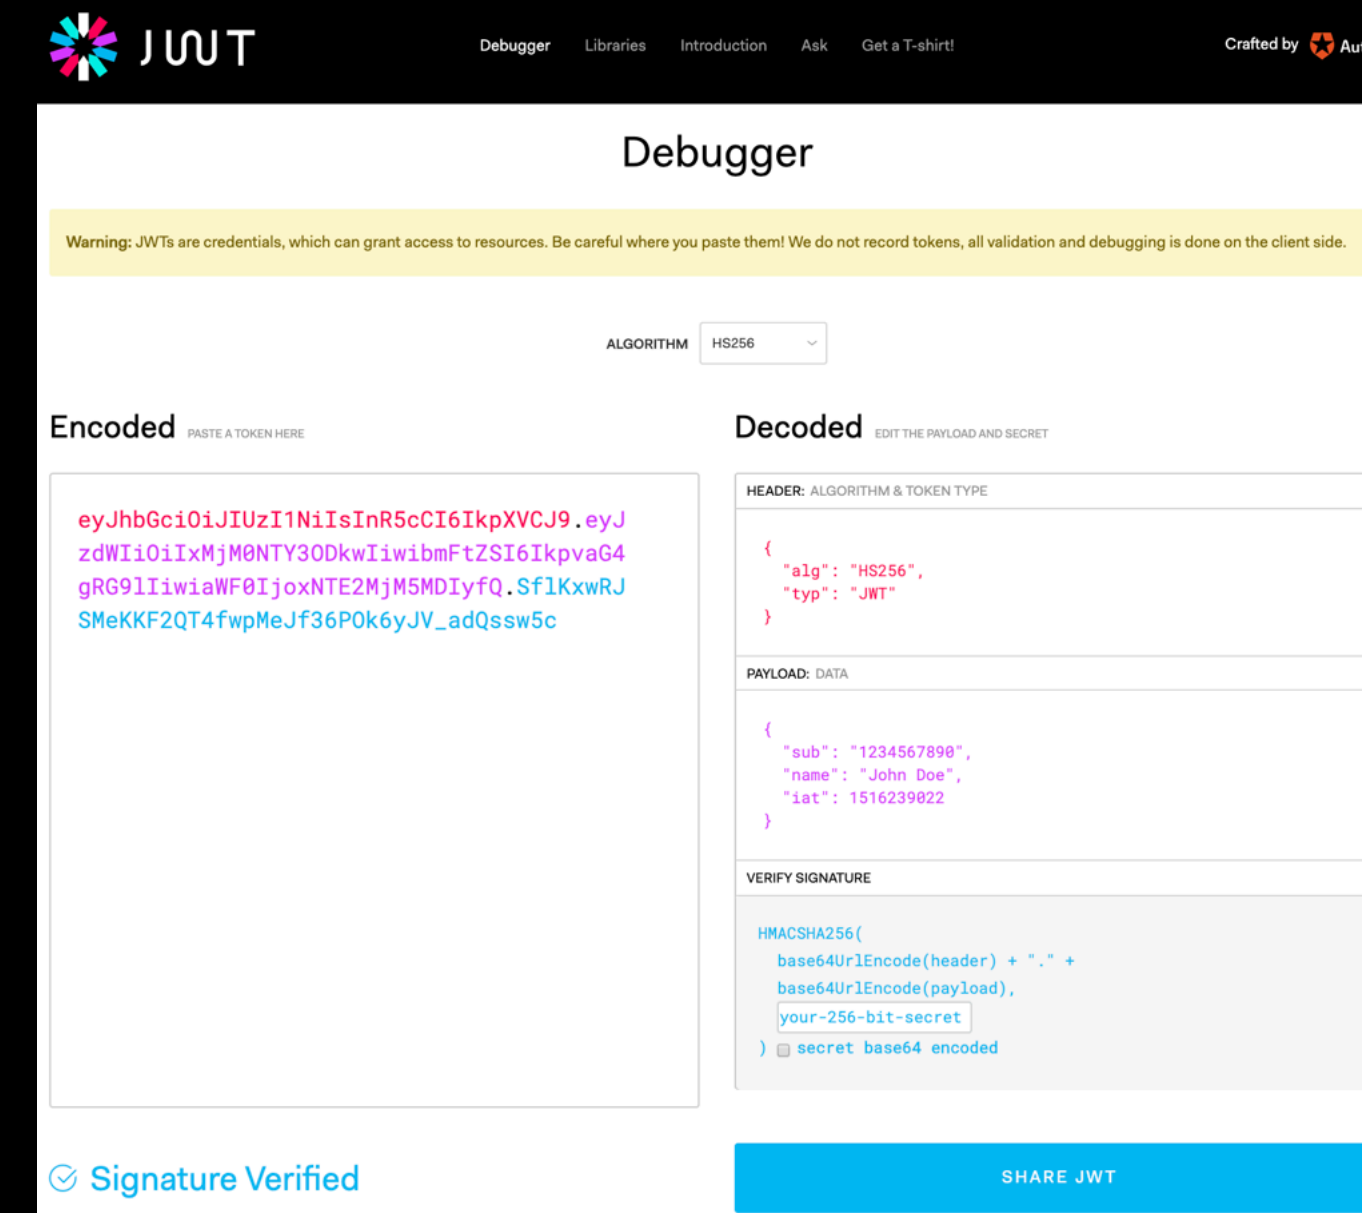 JWT
Debugger Libraries Introduction Ask Get a T-shirt!
Crafted by
Debugger
Warning: JWTs are credentials, which can grant access to resources. Be careful where you paste them! We do not record tokens, all validation and debugging is done on the client side.
ALGORITHM HS256
Encoded PASTE A TOKEN HERE
eyJhbGciOiJIUzI1NiIsInR5cCI6IkpXVCJ9.eyJ
zdWIiOiIxMjM0NTY3ODkwIiwibmFtZSI6IkpvaG4
gRG9lIiwiaWF0IjoxNTE2MjM5MDIyfQ.SflKxwRJ
SMeKKF2QT4fwpMeJf36POk6yJV_adQssw5c
Decoded EDIT THE PAYLOAD AND SECRET
HEADER: ALGORITHM & TOKEN TYPE
{
"alg": "HS256",
"typ": "JWT"
}
PAYLOAD: DATA
{
"sub": "1234567890",
"name": "John Doe",
"iat": 1516239022
}
VERIFY SIGNATURE
HMACSHA256(
base64UrlEncode(header) + "." +
base64UrlEncode(payload),
your-256-bit-secret
) secret base64 encoded
Signature Verified
SHARE JWT